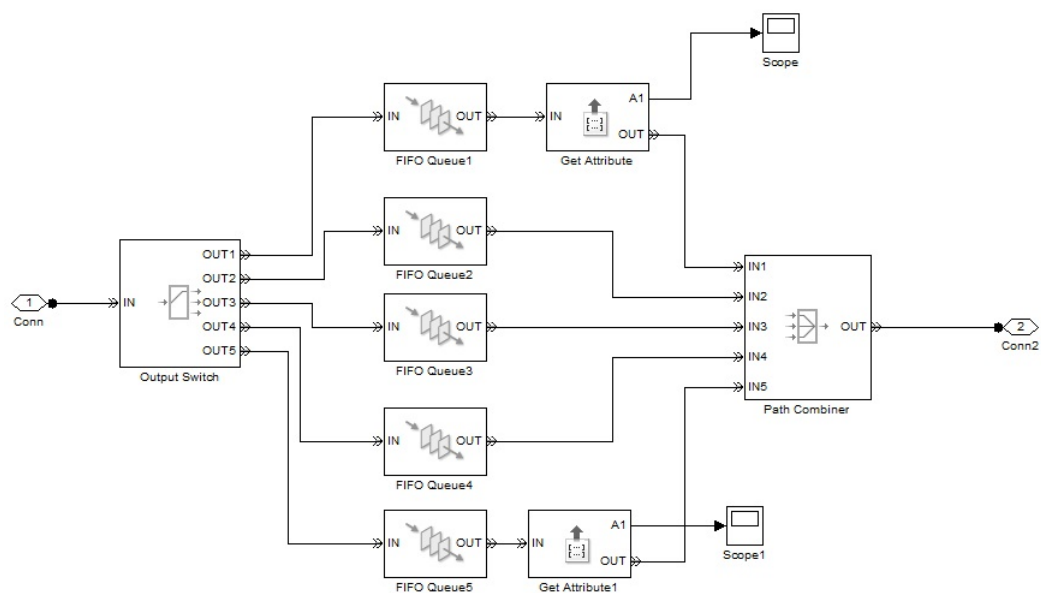 Scope
IN
OUT
FIFO Queue1
IN
A1
OUT
Get Attribute
IN
OUT
FIFO Queue2
1
Conn
IN
OUT1
OUT2
OUT3
OUT4
OUT5
Output Switch
IN
OUT
FIFO Queue3
IN1
IN2
IN3
IN4
IN5
OUT
Path Combiner
2
Conn2
IN
OUT
FIFO Queue4
IN
OUT
FIFO Queue5
IN
A1
OUT
Get Attribute1
Scope1